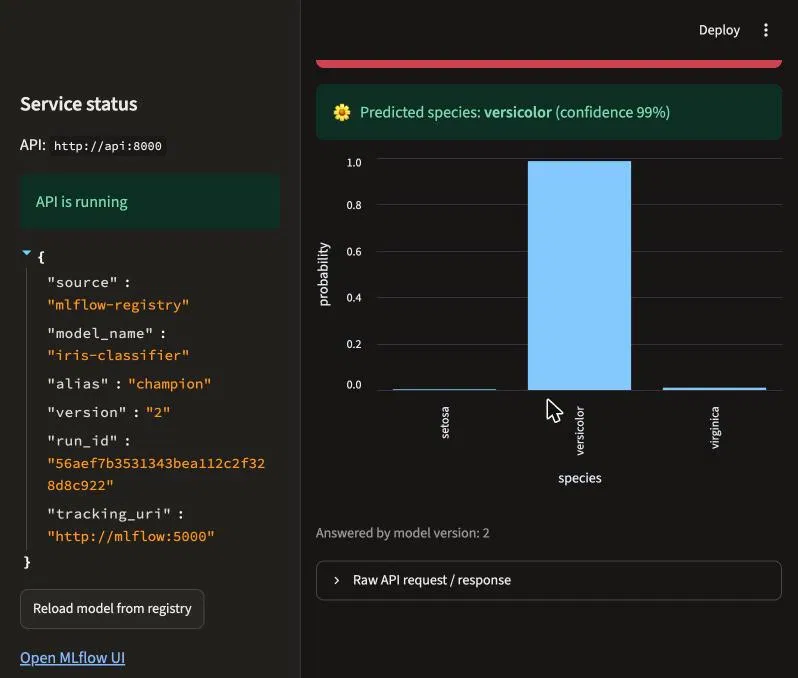 Deploy
Service status
API: http://api:8000
API is running
{
"source" :
"mlflow-registry"
"model_name" :
"iris-classifier"
"alias" : "champion"
"version" : "2"
"run_id" :
"56aef7b3531343bea112c2f32
8d8c922"
"tracking_uri" :
"http://mlflow:5000"
}
Reload model from registry
Open MLflow UI
Predicted species: versicolor (confidence 99%)
1.0
0.8
0.6
0.4
0.2
0.0
probability
setosa
versicolor
virginica
species
Answered by model version: 2
Raw API request / response